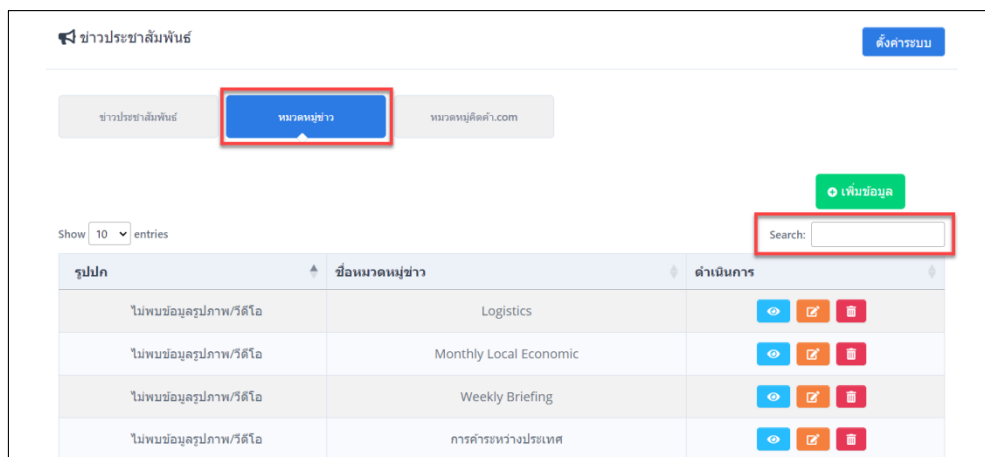 ข่าวประชาสัมพันธ์
ตั้งค่าระบบ
ข่าวประชาสัมพันธ์ หมวดหมู่ข่าว หมวดหมู่คิดค้า.com
เพิ่มข้อมูล
Show 10 entries Search:
รูปปก ชื่อหมวดหมู่ข่าว ดำเนินการ
ไม่พบข้อมูลรูปภาพ/วีดีโอ Logistics
ไม่พบข้อมูลรูปภาพ/วีดีโอ Monthly Local Economic
ไม่พบข้อมูลรูปภาพ/วีดีโอ Weekly Briefing
ไม่พบข้อมูลรูปภาพ/วีดีโอ การค้าระหว่างประเทศ